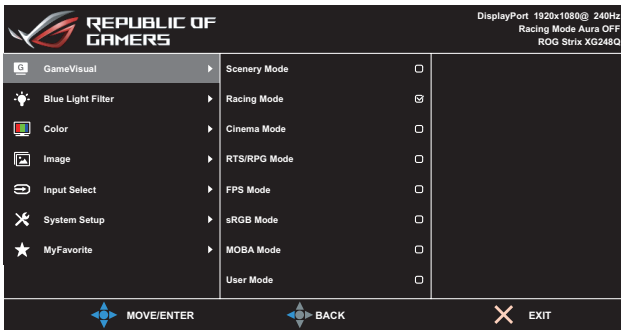 REPUBLIC OF
GAMERS
DisplayPort 1920x1080@ 240Hz
Racing Mode Aura OFF
ROG Strix XG248Q
G
GameVisual
Blue Light Filter
Color
Image
Input Select
System Setup
MyFavorite
Scenery Mode
Racing Mode
Cinema Mode
RTS/RPG Mode
FPS Mode
sRGB Mode
MOBA Mode
User Mode
MOVE/ENTER
BACK
EXIT